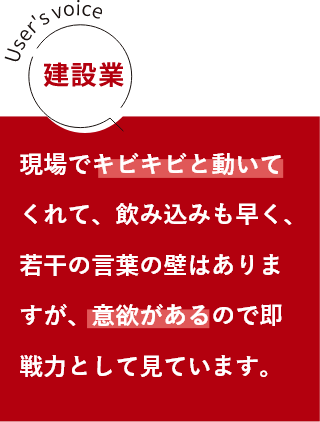 User's voice
建設業
現場でキビキビと動いて
くれて、飲み込みも早く、
若干の言葉の壁はありま
すが、意欲があるので即
戦力として見ています。